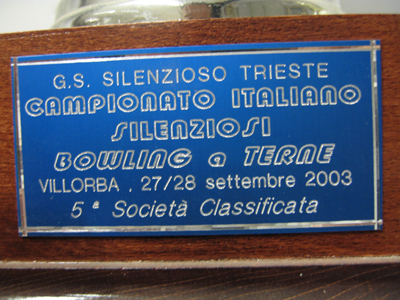 G.S. SILENZIOSO TRIESTE
CAMPIONATO ITALIANO
SILENZIOSI
BOWLING a TERNE
VILLORBA . 27/28 settembre 2003
5ª Società Classificata